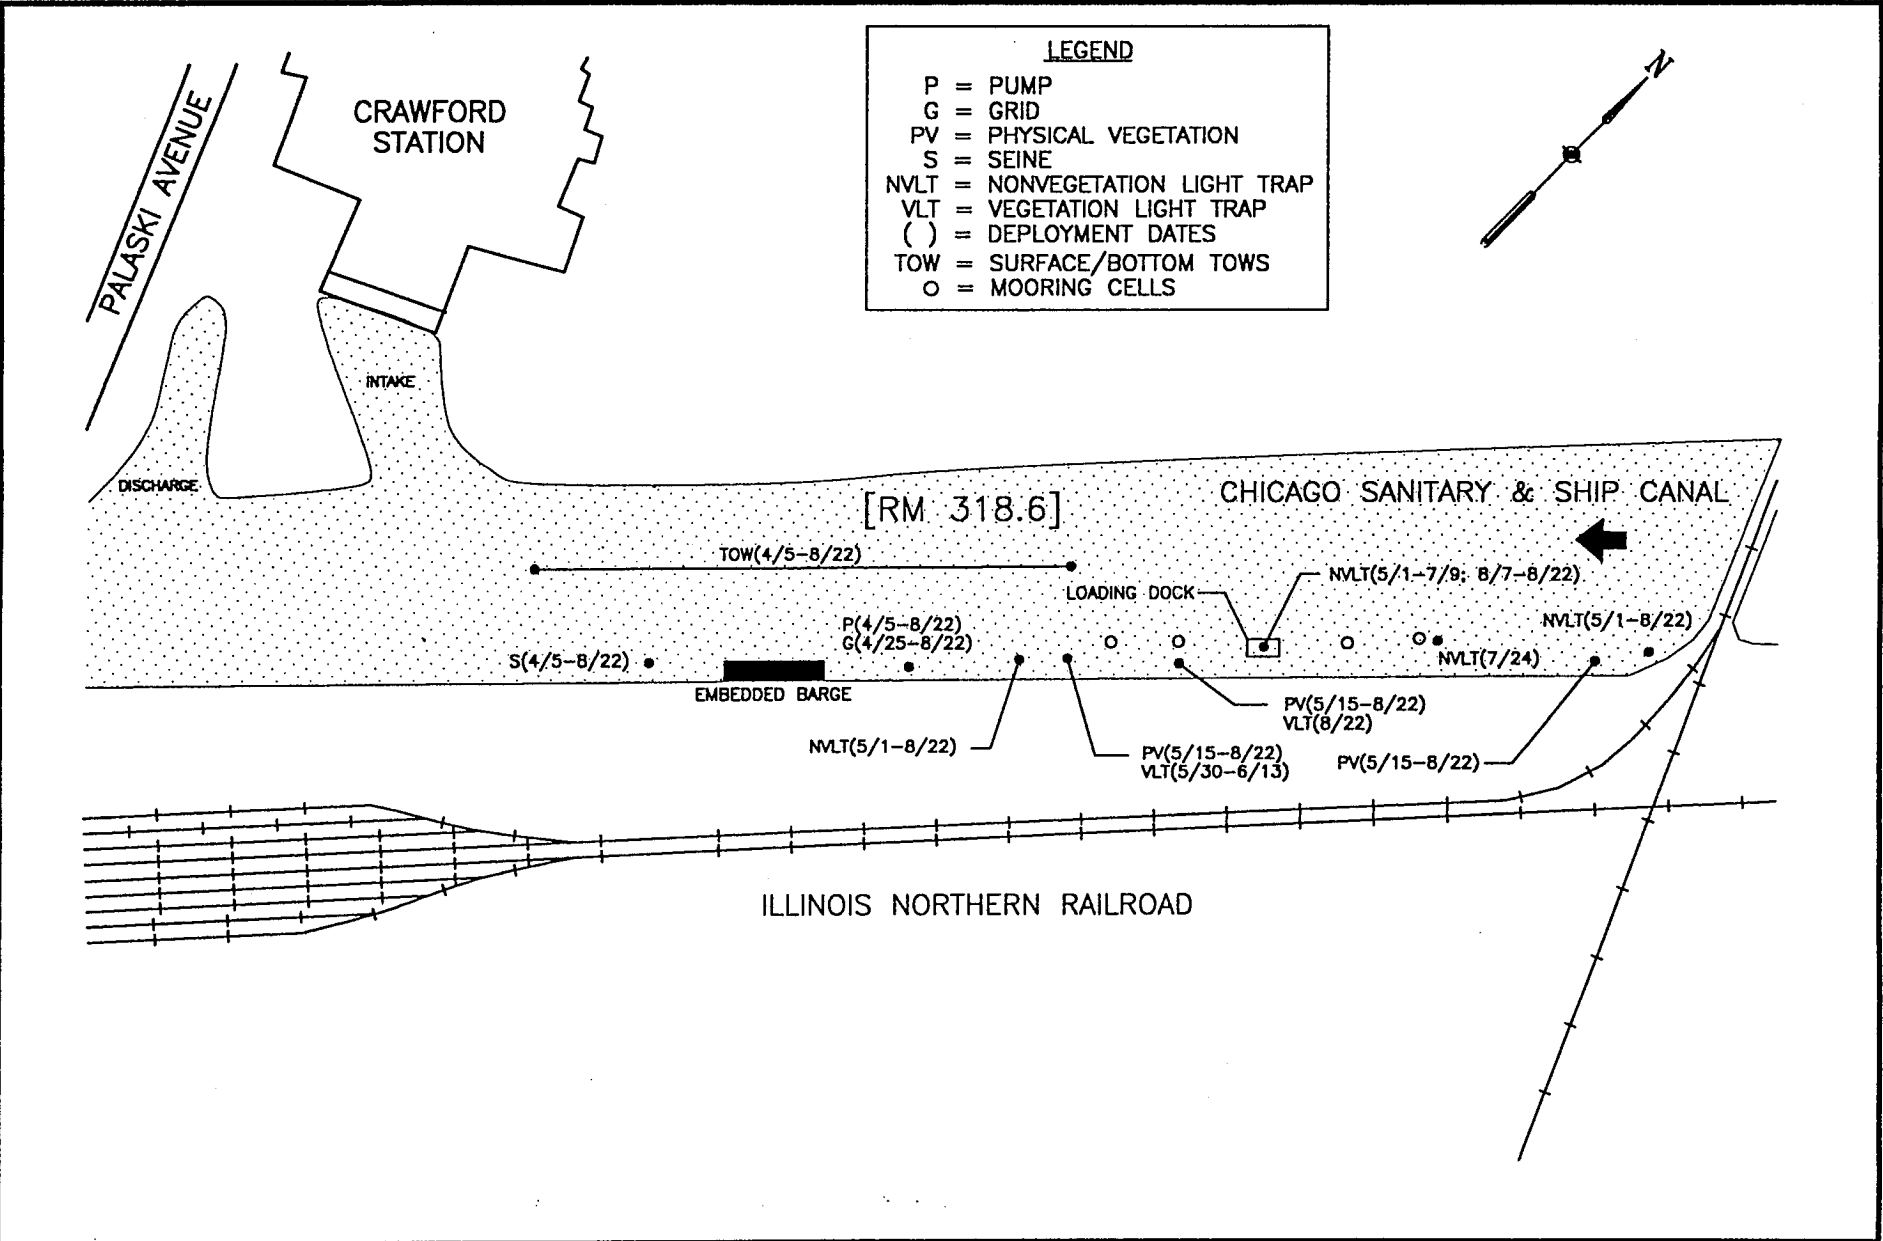 LEGEND
P = PUMP
G = GRID
PV = PHYSICAL VEGETATION
S = SEINE
NVLT = NONVEGETATION LIGHT TRAP
VLT = VEGETATION LIGHT TRAP
( ) = DEPLOYMENT DATES
TOW = SURFACE/BOTTOM TOWS
O = MOORING CELLS
N
PALASKI AVENUE
CRAWFORD
STATION
INTAKE
DISCHARGE
[RM 318.6]
CHICAGO SANITARY & SHIP CANAL
TOW(4/5-8/22)
LOADING DOCK
NVLT(5/1-7/9; 8/7-8/22)
P(4/5-8/22)
G(4/25-8/22)
NVLT(5/1-8/22)
S(4/5-8/22)
NVLT(7/24)
EMBEDDED BARGE
PV(5/15-8/22)
VLT(8/22)
NVLT(5/1-8/22)
PV(5/15-8/22)
VLT(5/30-6/13)
PV(5/15-8/22)
ILLINOIS NORTHERN RAILROAD